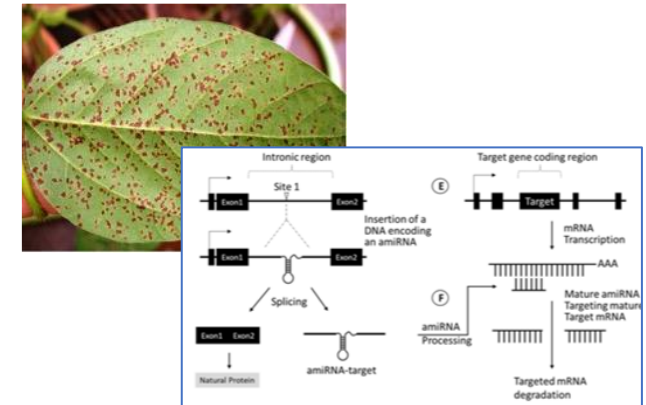 Intronic region
Site 1
Exon1
Exon2
Insertion of a
DNA encoding
an amiRNA
Exon1
Exon2
Splicing
Exon1 Exon2
Natural Protein
amiRNA-target
Target gene coding region
E
Target
mRNA
Transcription
AAA
F
amiRNA
Processing
Mature amiRNA
Targeting mature
Target mRNA
Targeted mRNA
degradation